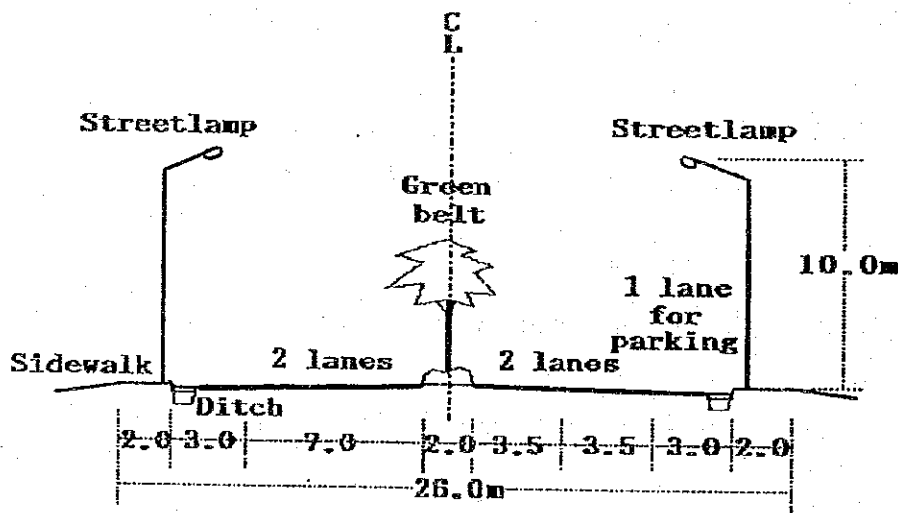 C
L
Streetlamp
Streetlamp
Green
belt
10.0m
1 lane
for
parking
Sidewalk
2 lanes
2 lanes
Ditch
2.0 3.0 7.0 2.0 3.5 3.5 3.0 2.0
26.0m